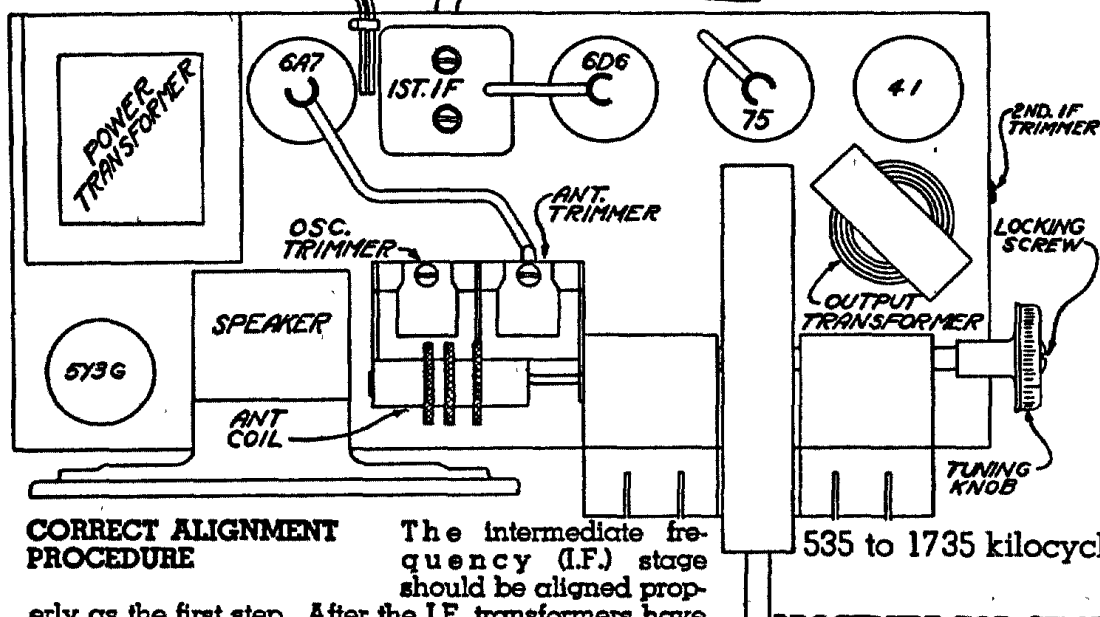 6A7
1ST. IF
6D6
75
41
POWER
TRANSFORMER
2ND. IF
TRIMMER
ANT.
TRIMMER
OSC.
TRIMMER
LOCKING
SCREW
OUTPUT
TRANSFORMER
SPEAKER
5Y3G
ANT
COIL
TUNING
KNOB
CORRECT ALIGNMENT
PROCEDURE
The intermediate fre-
quency (I.F.) stage
should be aligned prop-
erly as the first step. After the I.F. transformers have
535 to 1735 kilocycl